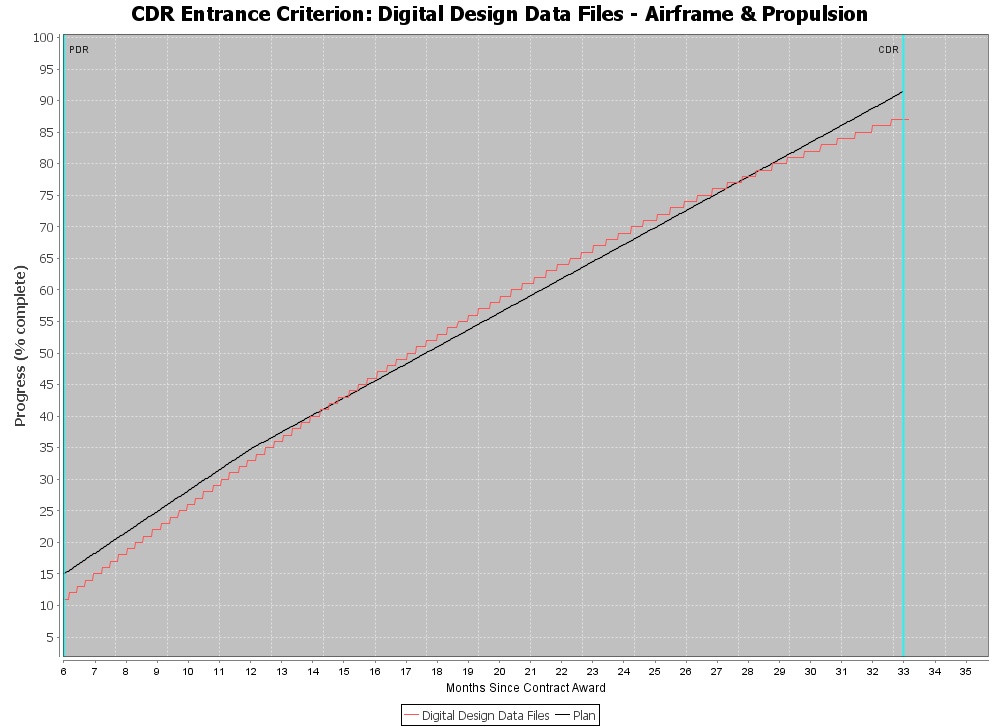 CDR Entrance Criterion: Digital Design Data Files - Airframe & Propulsion
Progress (% complete)
100
95
90
85
80
75
70
65
60
55
50
45
40
35
30
25
20
15
10
5
PDR
CDR
6 7 8 9 10 11 12 13 14 15 16 17 18 19 20 21 22 23 24 25 26 27 28 29 30 31 32 33 34 35
Months Since Contract Award
Digital Design Data Files Plan